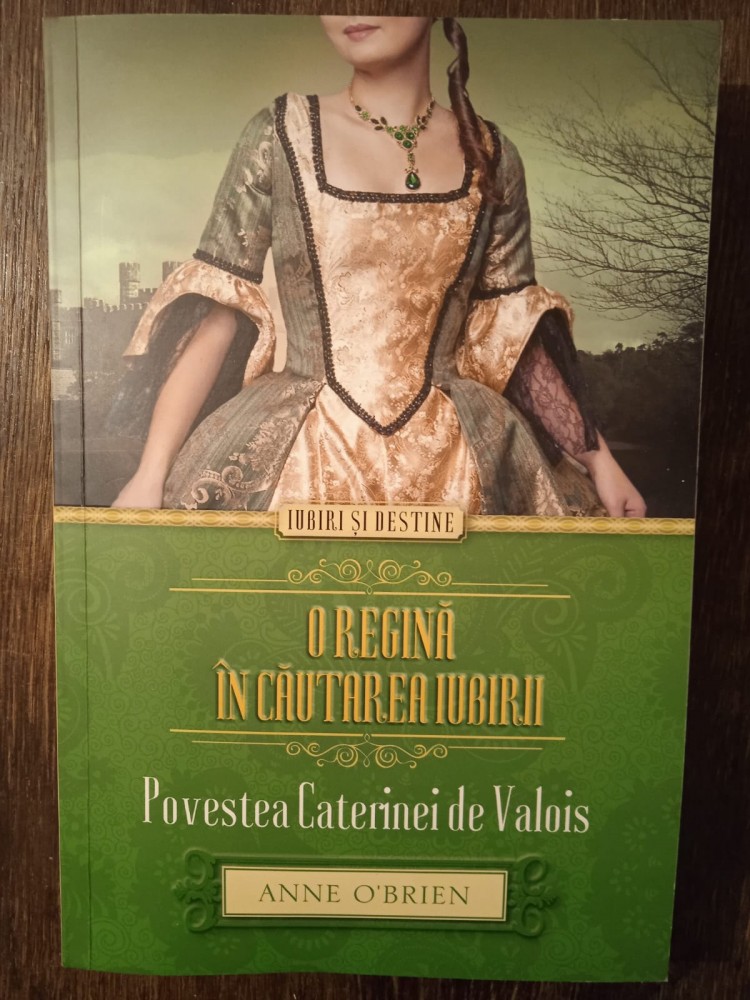 IUBIRI ȘI DESTINE
O REGINĂ
ÎN CĂUTAREA IUBIRII
Povestea Caterinei de Valois
ANNE O'BRIEN